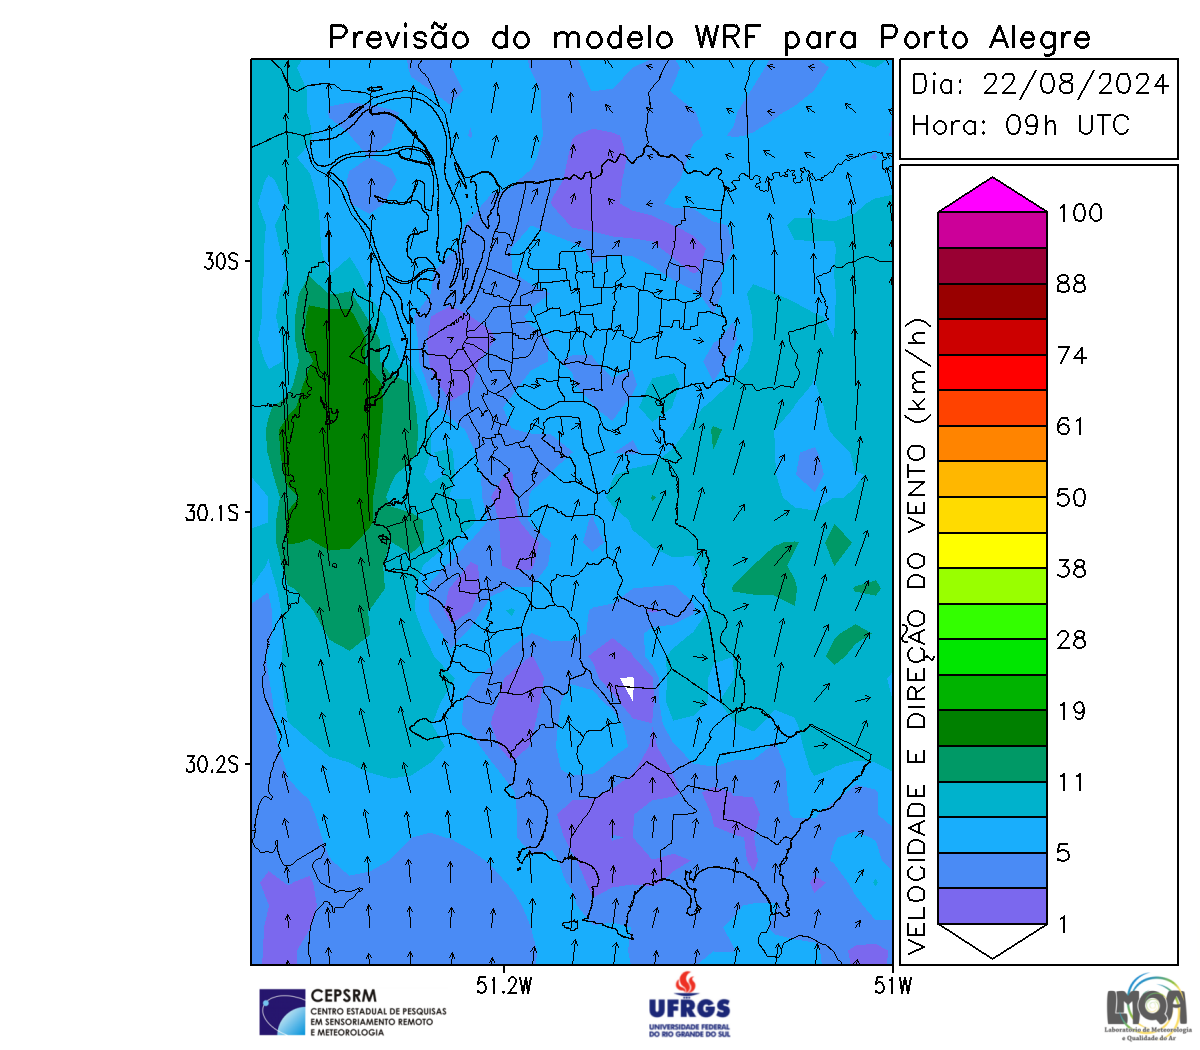 Previsão do modelo WRF para Porto Alegre
Dia: 22/08/2024
Hora: 09h UTC
30S
30.1S
30.2S
51.2W
51W
VELOCIDADE E DIREÇÃO DO VENTO (km/h)
100
88
74
61
50
38
28
19
11
5
1
CEPSRM
CENTRO ESTADUAL DE PESQUISAS
EM SENSORIAMENTO REMOTO
E METEOROLOGIA
UFRGS
UNIVERSIDADE FEDERAL
DO RIO GRANDE DO SUL
LMQA
Laboratório de Meteorologia
e Qualidade do Ar